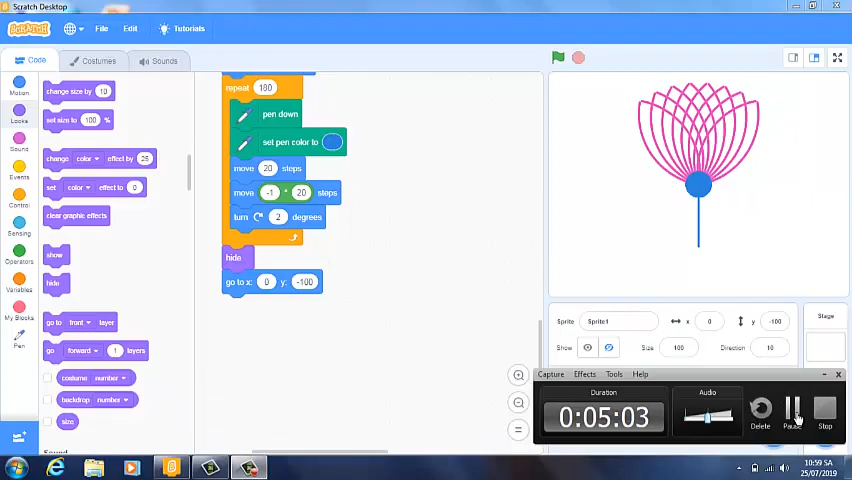 Scratch Desktop
SCRATCH File Edit Tutorials
Code Costumes Sounds
Motion
Looks
Sound
Events
Control
Sensing
Operators
Variables
My Blocks
Pen
change size by 10
set size to 100 %
change color effect by 25
set color effect to 0
clear graphic effects
show
hide
go to front layer
go forward 1 layers
costume number
backdrop number
size
repeat 180
pen down
set pen color to
move 20 steps
move -1 * 20 steps
turn 2 degrees
hide
go to x: 0 y: -100
Sprite Sprite1 x 0 y -100
Show Size 100 Direction 10
Stage
Capture Effects Tools Help
Duration
0:05:03
Audio
Delete Pause Stop
10:59 SA
25/07/2019